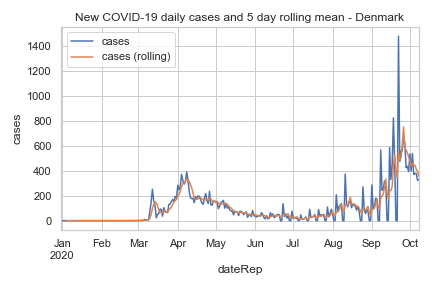 New COVID-19 daily cases and 5 day rolling mean - Denmark
cases
cases (rolling)
1400
1200
1000
800
600
400
200
0
cases
Jan Feb Mar Apr May Jun Jul Aug Sep Oct
2020
dateRep